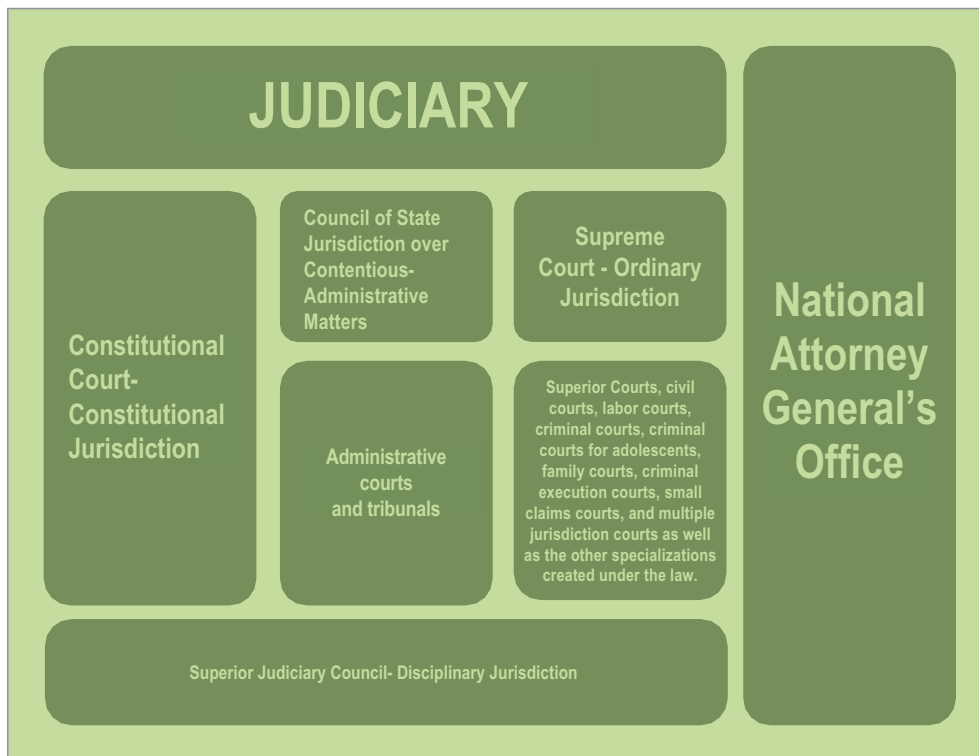 JUDICIARY
Constitutional
Court-
Constitutional
Jurisdiction
Council of State
Jurisdiction over
Contentious-
Administrative
Matters
Supreme
Court - Ordinary
Jurisdiction
Administrative
courts
and tribunals
Superior Courts, civil
courts, labor courts,
criminal courts, criminal
courts for adolescents,
family courts, criminal
execution courts, small
claims courts, and multiple
jurisdiction courts as well
as the other specializations
created under the law.
Superior Judiciary Council- Disciplinary Jurisdiction
National
Attorney
General’s
Office